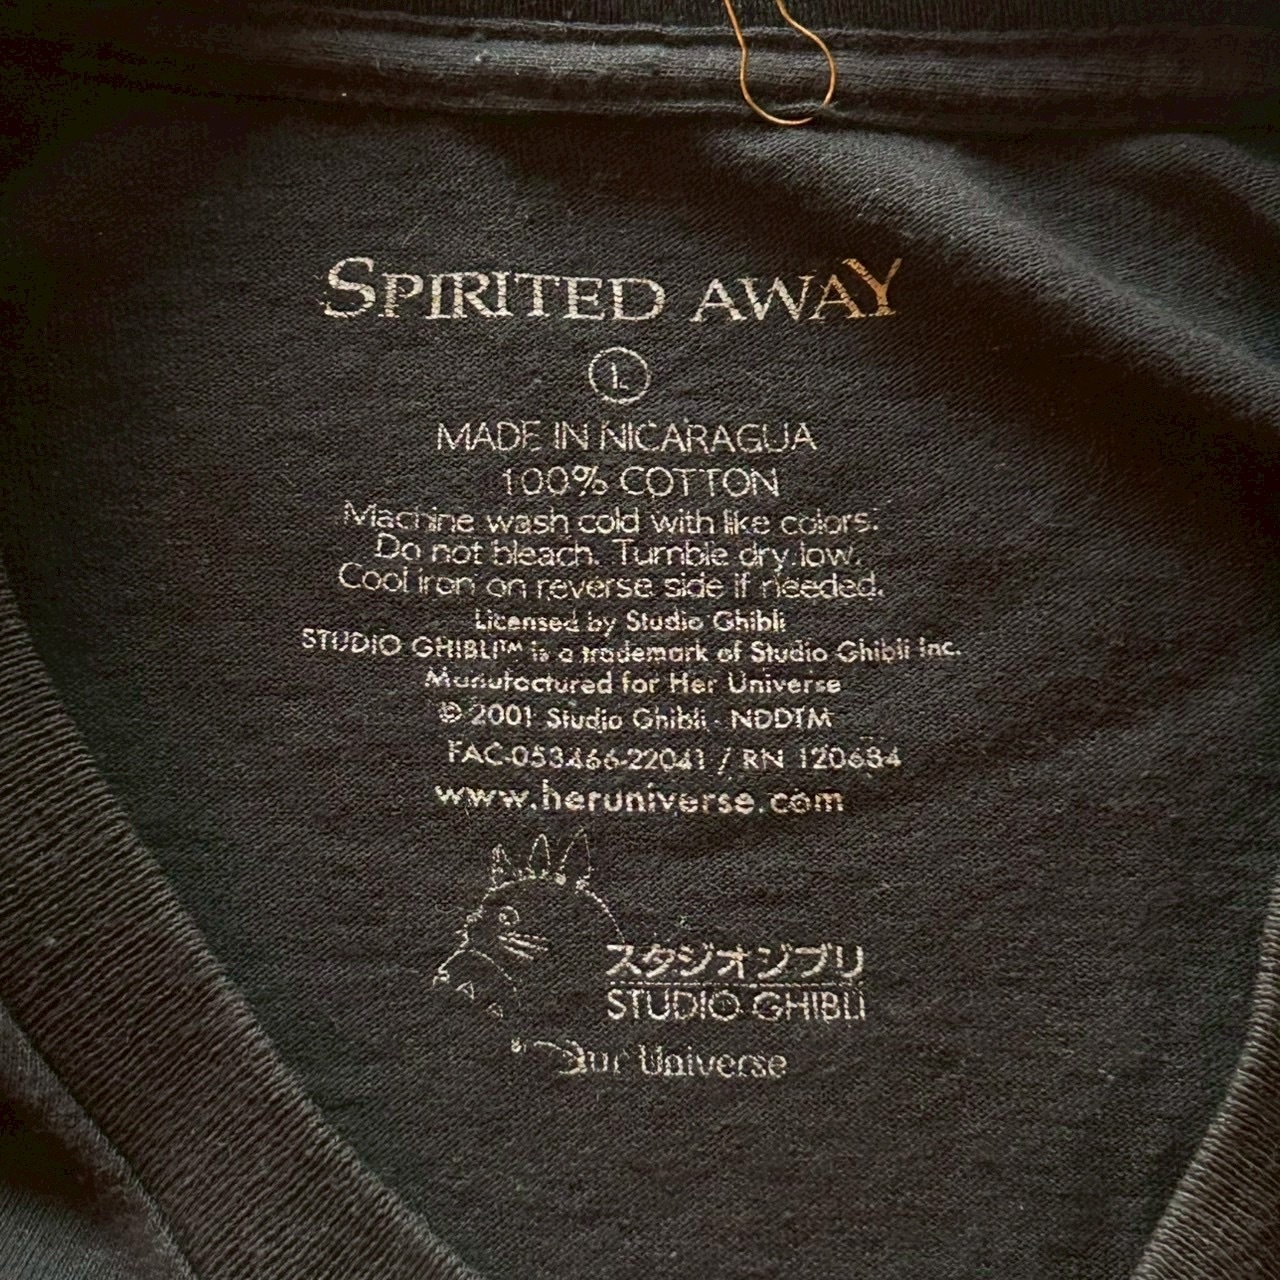 SPIRITED AWAY
L
MADE IN NICARAGUA
100% COTTON
Machine wash cold with like colors.
Do not bleach. Tumble dry low.
Cool iron on reverse side if needed.
Licensed by Studio Ghibli
STUDIO GHIBLI™ is a trademark of Studio Ghibli Inc.
Manufactured for Her Universe
© 2001 Studio Ghibli - NDDTM
FAC-053466-22041 / RN 120684
www.heruniverse.com
スタジオジブリ
STUDIO GHIBLI
Universe